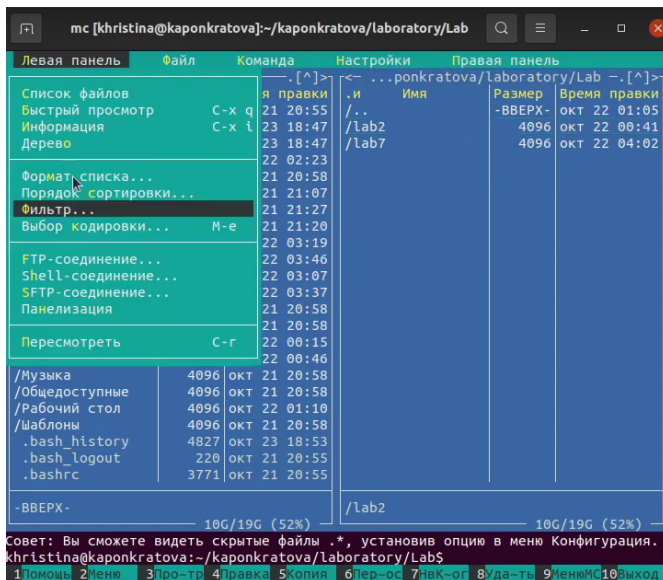 mc [khristina@kaponkratova]:~/kaponkratova/laboratory/Lab
Левая панель Файл Команда Настройки Правая панель
.[^]> <— ...ponkratova/laboratory/Lab —.[^]>
Список файлов я правки .и Имя Размер Время правки
Быстрый просмотр C-x q 21 20:55 /.. -ВВЕРХ- окт 22 01:05
Информация C-x i 23 18:47 /lab2 4096 окт 22 00:41
Дерево 23 18:47 /lab7 4096 окт 22 04:02
22 02:23
Формат списка... 21 20:58
Порядок сортировки... 21 21:07
Фильтр... 21 21:27
Выбор кодировки... M-e 21 21:20
22 03:19
FTP-соединение... 22 03:46
Shell-соединение... 22 03:07
SFTP-соединение... 22 03:37
Панелизация 21 20:58
21 20:58
Пересмотреть C-r 22 00:15
22 00:46
/Музыка 4096 окт 21 20:58
/Общедоступные 4096 окт 21 20:58
/Рабочий стол 4096 окт 22 01:10
/Шаблоны 4096 окт 21 20:58
.bash_history 4827 окт 23 18:53
.bash_logout 220 окт 21 20:55
.bashrc 3771 окт 21 20:55
-ВВЕРХ- /lab2
10G/19G (52%) 10G/19G (52%)
Совет: Вы сможете видеть скрытые файлы .*, установив опцию в меню Конфигурация.
khristina@kaponkratova:~/kaponkratova/laboratory/Lab$
1Помощь 2Меню 3Про~тр 4Правка 5Копия 6Пер~ос 7НвК~ог 8Уда~ть 9МенюMC 10Выход